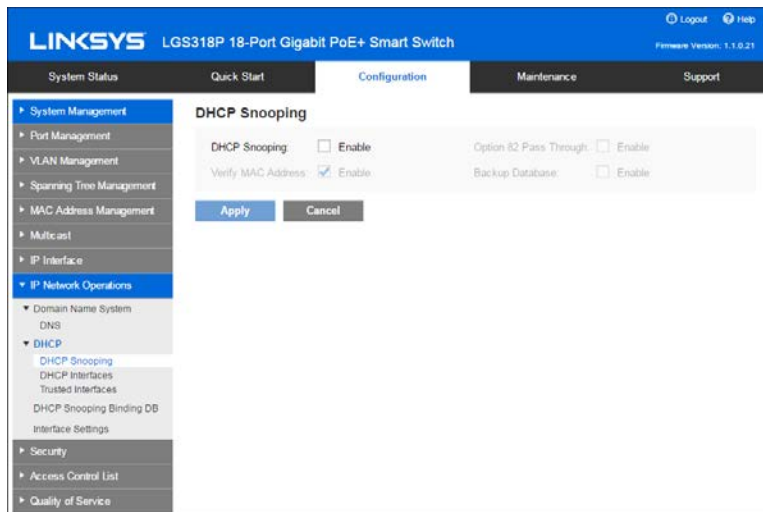 Logout Help
LINKSYS LGS318P 18-Port Gigabit PoE+ Smart Switch
Firmware Version: 1.1.0.21
System Status Quick Start Configuration Maintenance Support
System Management
Port Management
VLAN Management
Spanning Tree Management
MAC Address Management
Multicast
IP Interface
IP Network Operations
Domain Name System
DNS
DHCP
DHCP Snooping
DHCP Interfaces
Trusted Interfaces
DHCP Snooping Binding DB
Interface Settings
Security
Access Control List
Quality of Service
DHCP Snooping
DHCP Snooping: Enable Option 82 Pass Through: Enable
Verify MAC Address: Enable Backup Database: Enable
Apply Cancel